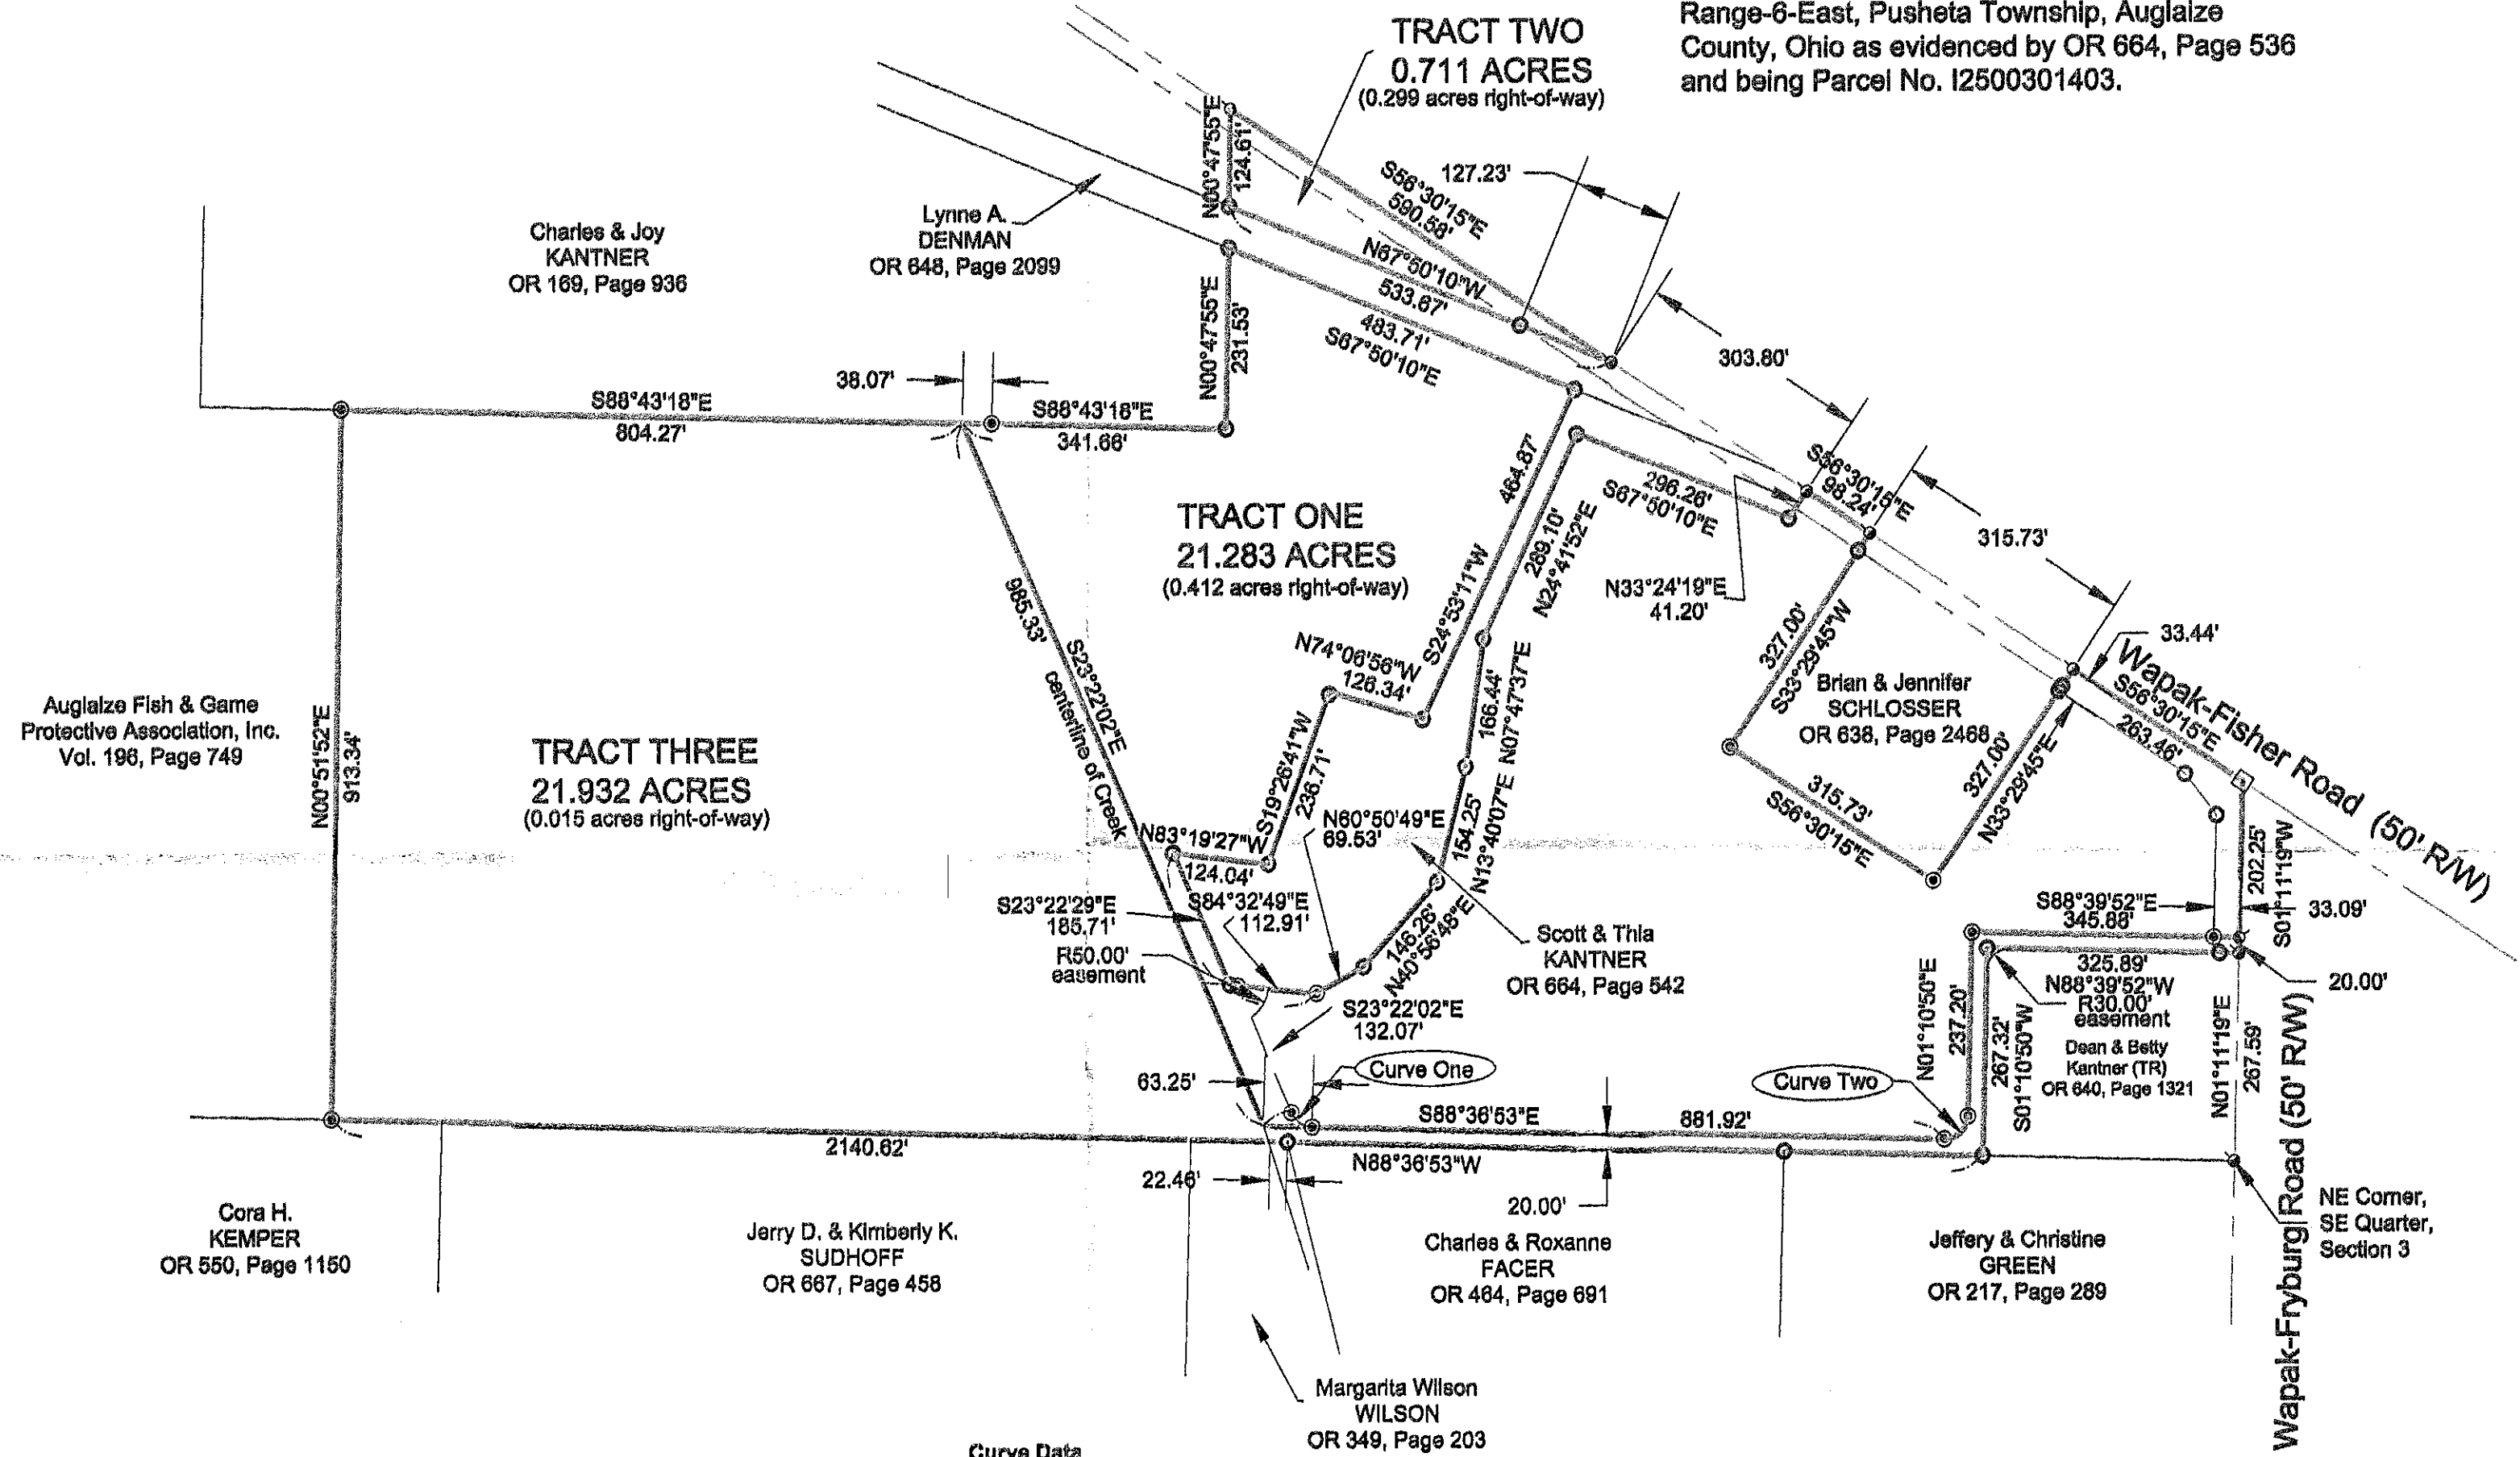 Range-6-East, Pusheta Township, Auglaize
County, Ohio as evidenced by OR 664, Page 536
and being Parcel No. I2500301403.
TRACT TWO
0.711 ACRES
(0.299 acres right-of-way)
N00°47'55"E
124.61'
S56°30'15"E
590.58'
127.23'
N67°50'10"W
533.67'
483.71'
S67°50'10"E
Charles & Joy
KANTNER
OR 169, Page 936
Lynne A.
DENMAN
OR 648, Page 2099
N00°47'55"E
231.53'
303.80'
38.07'
S88°43'18"E
804.27'
S88°43'18"E
341.66'
TRACT ONE
21.283 ACRES
(0.412 acres right-of-way)
464.87'
S24°53'11"W
289.10'
N24°41'52"E
296.26'
S67°50'10"E
S56°30'15"E
98.24'
315.73'
N33°24'19"E
41.20'
985.33'
S23°22'02"E
centerline of Creek
N74°06'56"W
126.34'
166.44'
N07°47'37"E
327.00'
S33°29'45"W
Brian & Jennifer
SCHLOSSER
OR 638, Page 2468
33.44'
Wapak-Fisher Road (50' R/W)
S56°30'15"E
263.46'
Auglaize Fish & Game
Protective Association, Inc.
Vol. 196, Page 749
N00°51'52"E
913.34'
TRACT THREE
21.932 ACRES
(0.015 acres right-of-way)
S19°26'41"W
236.71'
N60°50'49"E
69.53'
154.25'
N13°40'07"E
315.73'
S56°30'15"E
327.00'
N33°29'45"E
N83°19'27"W
124.04'
S23°22'29"E
185.71'
S84°32'49"E
112.91'
R50.00'
easement
146.26'
N40°56'48"E
Scott & Thia
KANTNER
OR 664, Page 542
202.25'
S01°11'19"W
S88°39'52"E
345.88'
33.09'
325.89'
N88°39'52"W
R30.00'
easement
20.00'
S23°22'02"E
132.07'
N01°10'50"E
237.20'
267.32'
S01°10'50"W
Dean & Betty
Kantner (TR)
OR 640, Page 1321
N01°11'19"E
267.59'
63.25'
Curve One
Curve Two
S88°36'53"E
881.92'
2140.62'
N88°36'53"W
22.46'
20.00'
Cora H.
KEMPER
OR 550, Page 1150
Jerry D. & Kimberly K.
SUDHOFF
OR 667, Page 458
Charles & Roxanne
FACER
OR 464, Page 691
Jeffery & Christine
GREEN
OR 217, Page 289
Wapak-Fryburg Road (50' R/W)
NE Corner,
SE Quarter,
Section 3
Margarita Wilson
WILSON
OR 349, Page 203
Curve Data